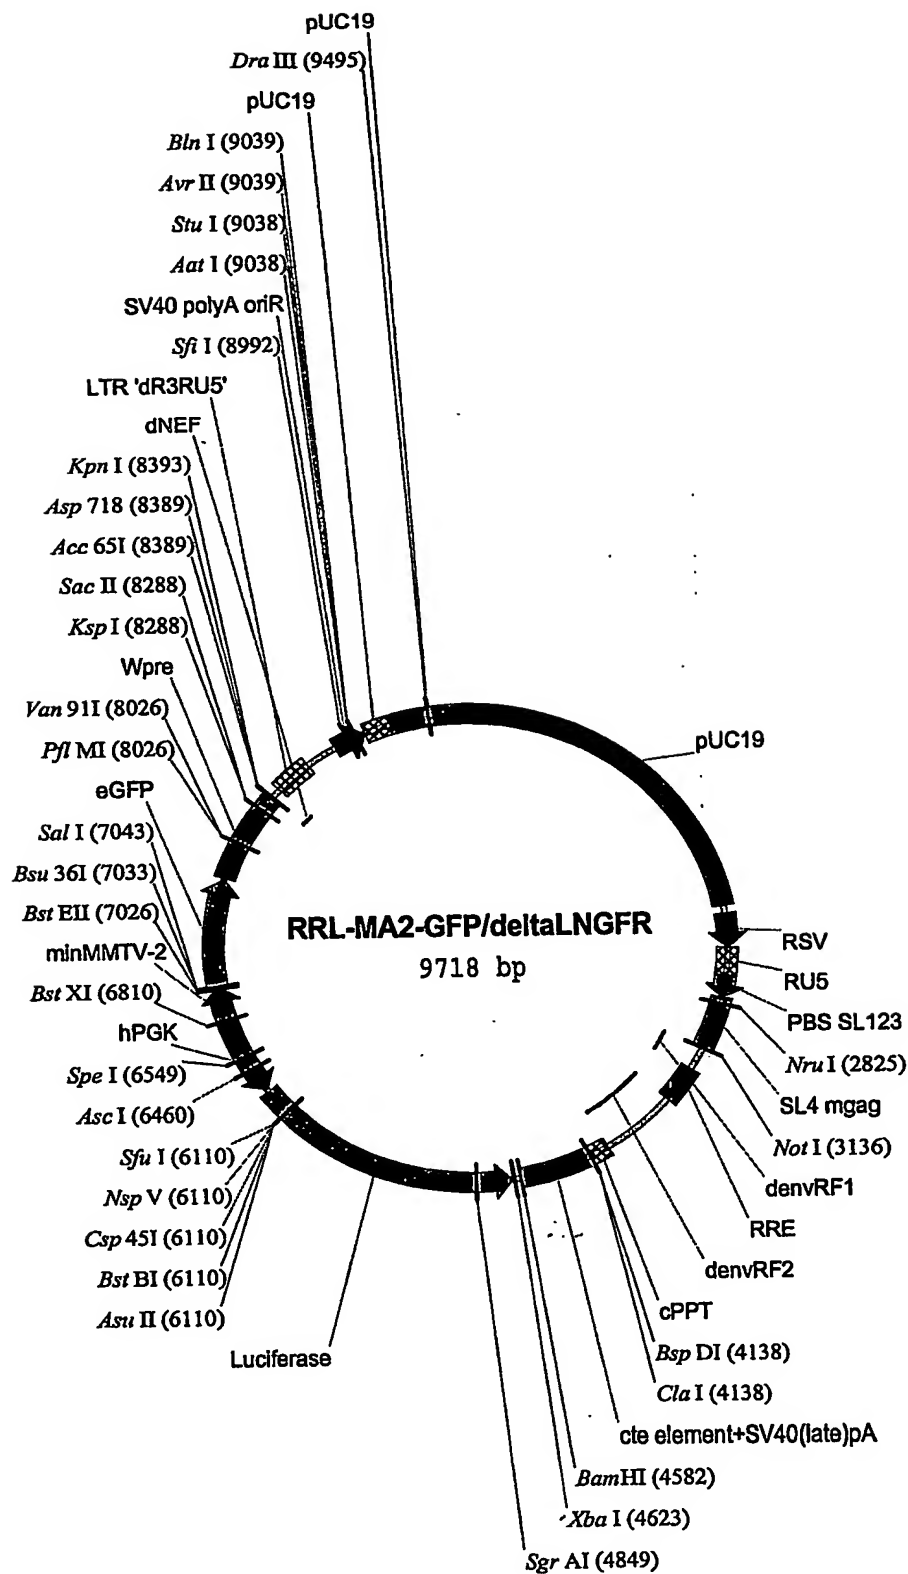 pUC19
Dra III (9495)
pUC19
Bln I (9039)
Avr II (9039)
Stu I (9038)
Aat I (9038)
SV40 polyA oriR
Sfi I (8992)
LTR 'dR3RU5'
dNEF
Kpn I (8393)
Asp 718 (8389)
Acc 65I (8389)
Sac II (8288)
Ksp I (8288)
Wpre
Van 91I (8026)
Pfl MI (8026)
eGFP
Sal I (7043)
Bsu 36I (7033)
Bst EII (7026)
minMMTV-2
Bst XI (6810)
hPGK
Spe I (6549)
Asc I (6460)
Sfu I (6110)
Nsp V (6110)
Csp 45I (6110)
Bst BI (6110)
Asu II (6110)
Luciferase
RRL-MA2-GFP/deltaLNGFR
9718 bp
pUC19
RSV
RU5
PBS SL123
Nru I (2825)
SL4 mgag
Not I (3136)
denvRF1
RRE
denvRF2
cPPT
Bsp DI (4138)
Cla I (4138)
cte element+SV40(late)pA
BamHI (4582)
Xba I (4623)
Sgr AI (4849)